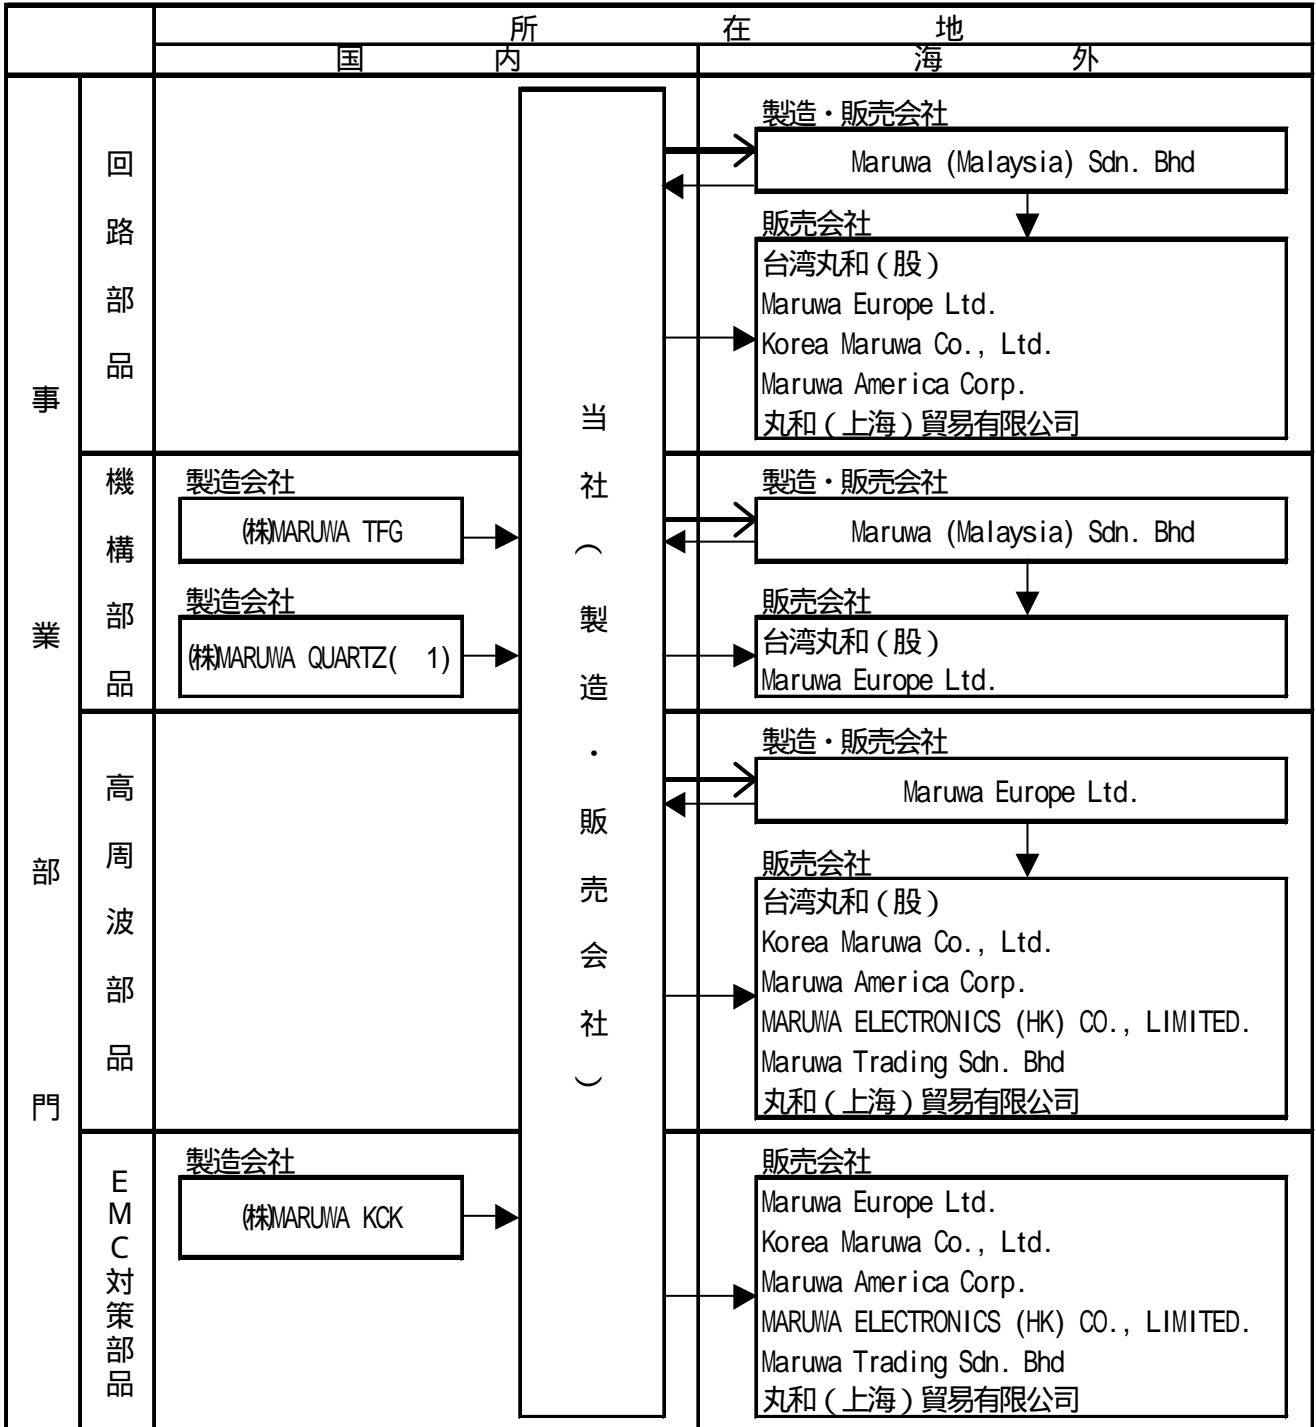 所在地
国内
海外
事業部門
当社（製造・販売会社）
回路部品
製造・販売会社
Maruwa (Malaysia) Sdn. Bhd
販売会社
台湾丸和（股）
Maruwa Europe Ltd.
Korea Maruwa Co., Ltd.
Maruwa America Corp.
丸和（上海）貿易有限公司
機構部品
製造会社
㈱MARUWA TFG
製造会社
㈱MARUWA QUARTZ( 1)
製造・販売会社
Maruwa (Malaysia) Sdn. Bhd
販売会社
台湾丸和（股）
Maruwa Europe Ltd.
高周波部品
製造・販売会社
Maruwa Europe Ltd.
販売会社
台湾丸和（股）
Korea Maruwa Co., Ltd.
Maruwa America Corp.
MARUWA ELECTRONICS (HK) CO., LIMITED.
Maruwa Trading Sdn. Bhd
丸和（上海）貿易有限公司
EMC対策部品
製造会社
㈱MARUWA KCK
販売会社
Maruwa Europe Ltd.
Korea Maruwa Co., Ltd.
Maruwa America Corp.
MARUWA ELECTRONICS (HK) CO., LIMITED.
Maruwa Trading Sdn. Bhd
丸和（上海）貿易有限公司